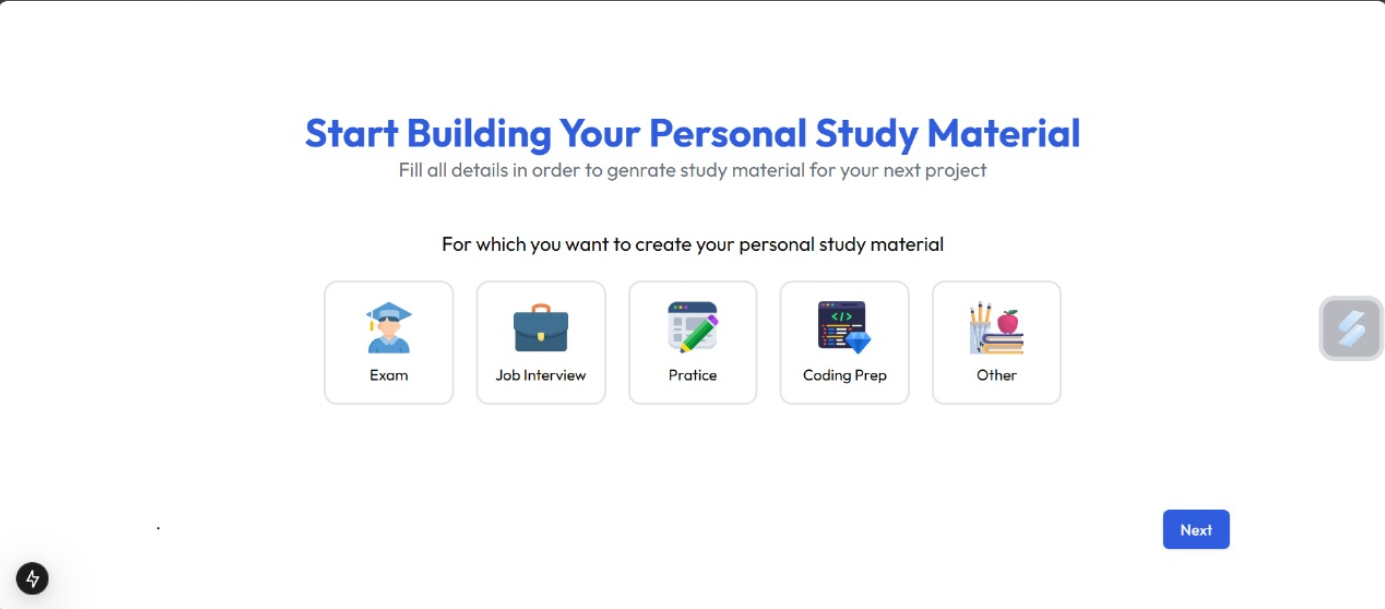 Start Building Your Personal Study Material
Fill all details in order to genrate study material for your next project
For which you want to create your personal study material
</>
Exam Job Interview Pratice Coding Prep Other
.
Next